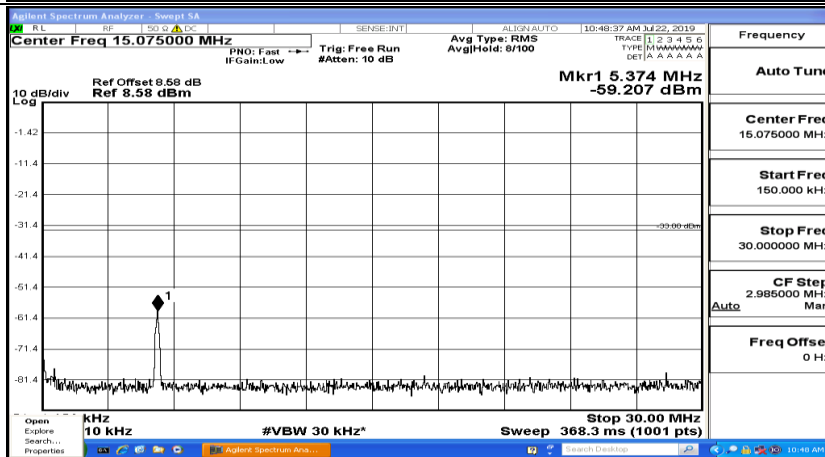 Agilent Spectrum Analyzer - Swept SA
LXI RL RF 50 Ω DC SENSE:INT ALIGN AUTO 10:48:37 AM Jul 22, 2019
Center Freq 15.075000 MHz
PNO: Fast
IFGain:Low
Trig: Free Run
#Atten: 10 dB
Avg Type: RMS
Avg|Hold: 8/100
TRACE 1 2 3 4 5 6
TYPE M
DET A A A A A A
Ref Offset 8.58 dB
10 dB/div Ref 8.58 dBm
Log
Mkr1 5.374 MHz
-59.207 dBm
-1.42
-11.4
-21.4
-31.4
-33.00 dBm
-41.4
-51.4
1
-61.4
-71.4
-81.4
kHz
10 kHz
#VBW 30 kHz*
Stop 30.00 MHz
Sweep 368.3 ms (1001 pts)
Frequency
Auto Tune
Center Freq
15.075000 MHz
Start Freq
150.000 kHz
Stop Freq
30.000000 MHz
CF Step
2.985000 MHz
Auto Man
Freq Offset
0 Hz
Open
Explore
Search...
Properties
Agilent Spectrum Ana...
Search Desktop
10:48 AM